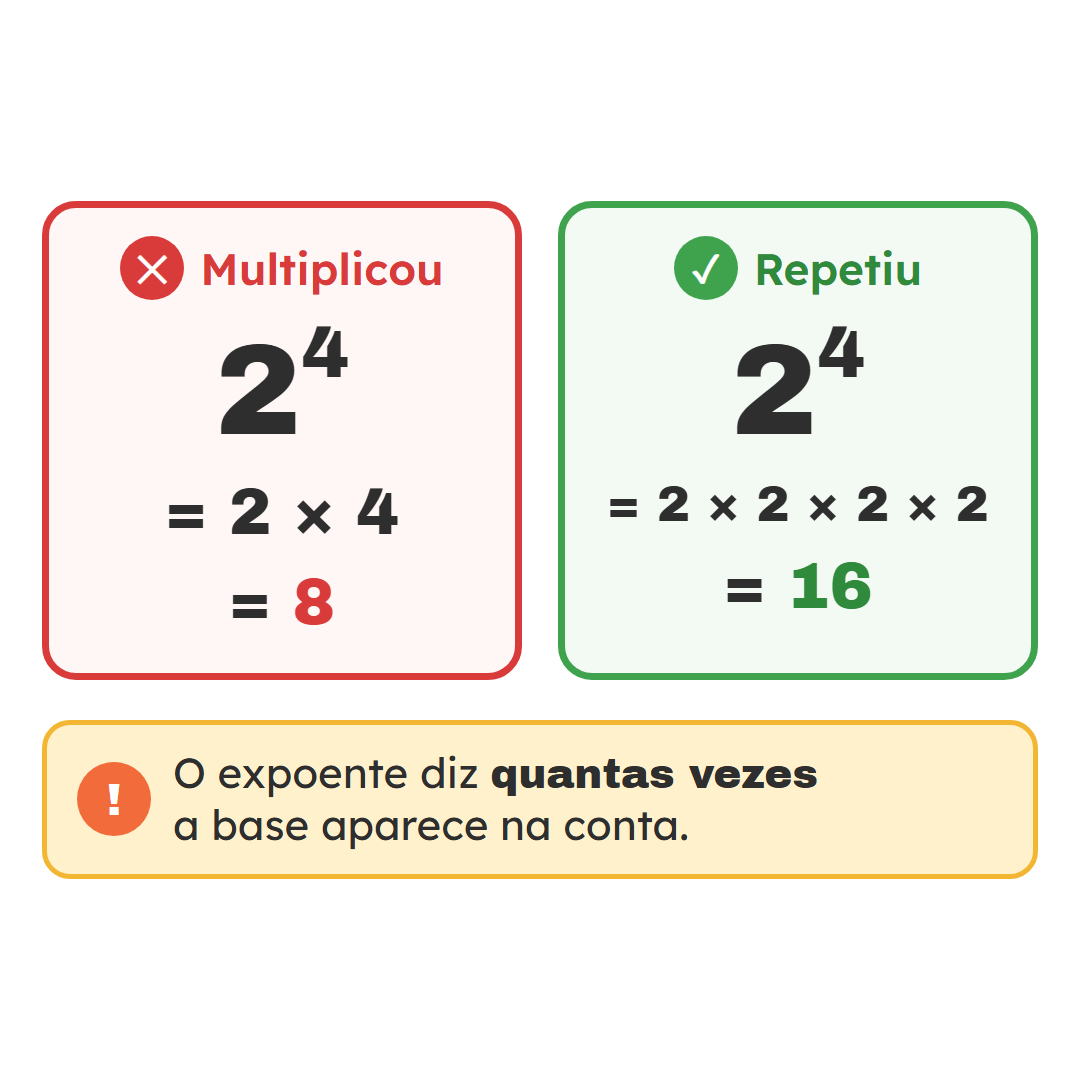 ✕ Multiplicou
2⁴
= 2 × 4
= 8
✓ Repetiu
2⁴
= 2 × 2 × 2 × 2
= 16
! O expoente diz quantas vezes
a base aparece na conta.